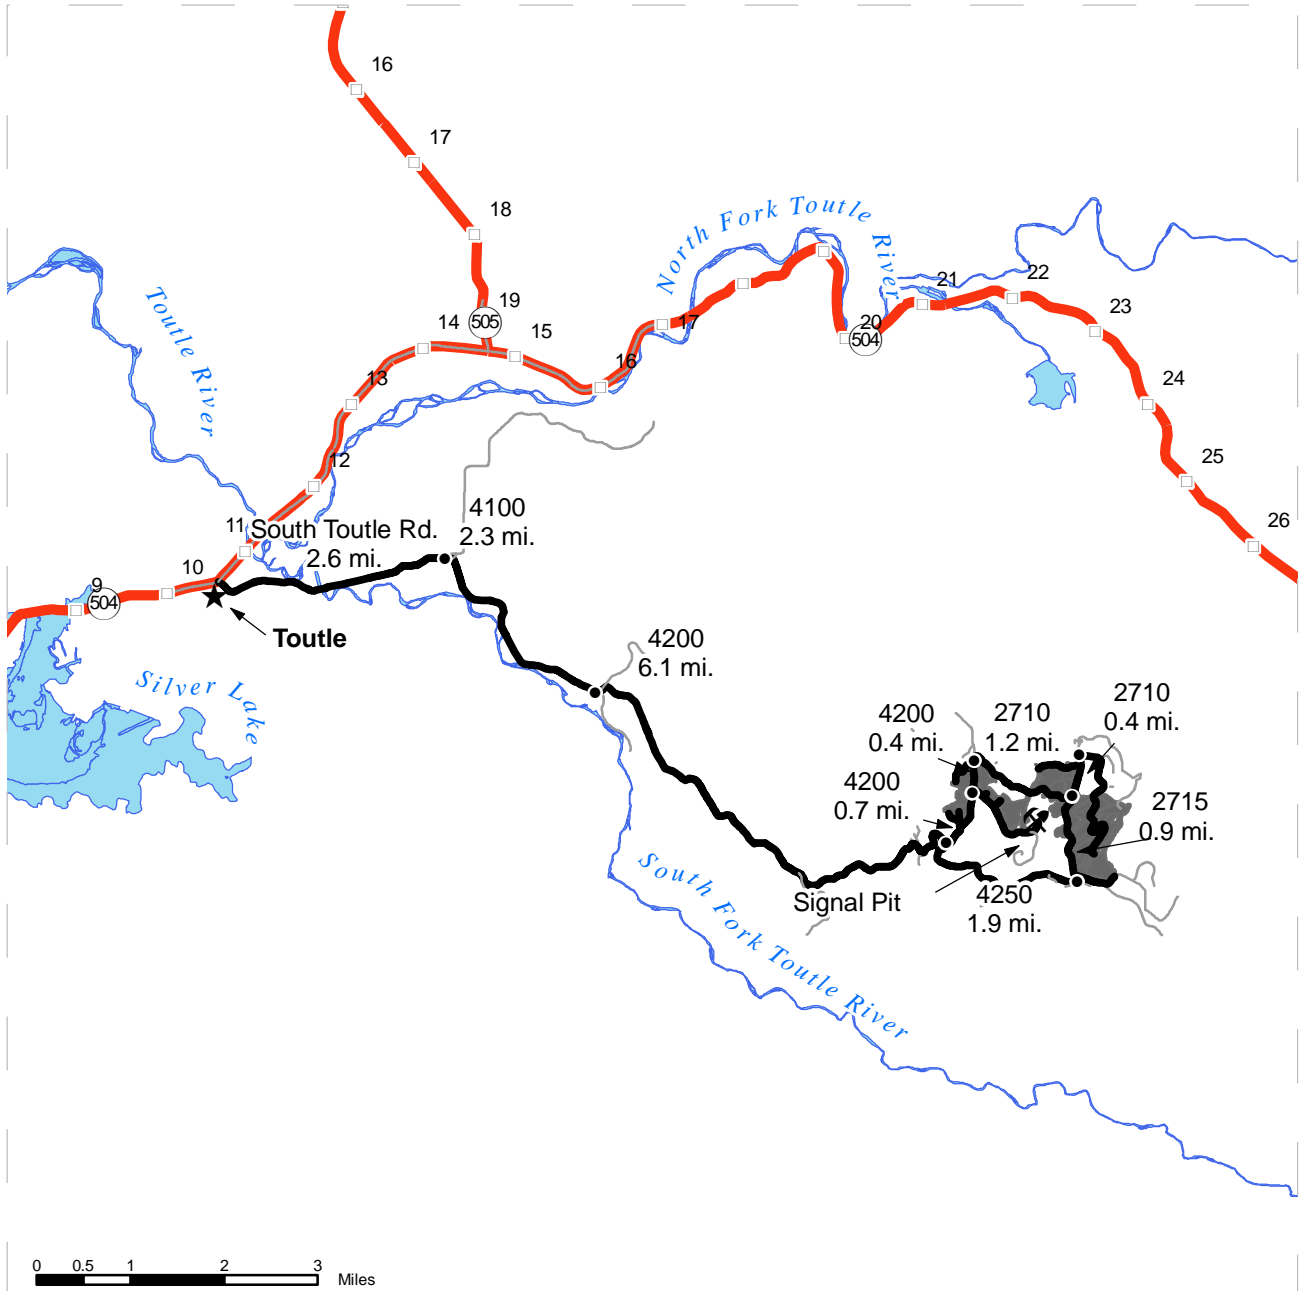 16
17
18
19
505
14
15
13
16
17
North Fork Toutle River
20
504
21
22
23
24
25
26
Toutle River
12
11
10
9
504
South Toutle Rd.
2.6 mi.
4100
2.3 mi.
Toutle
Silver Lake
4200
6.1 mi.
4200
0.4 mi.
2710
1.2 mi.
2710
0.4 mi.
4200
0.7 mi.
2715
0.9 mi.
Signal Pit
4250
1.9 mi.
South Fork Toutle River
0 0.5 1 2 3
Miles